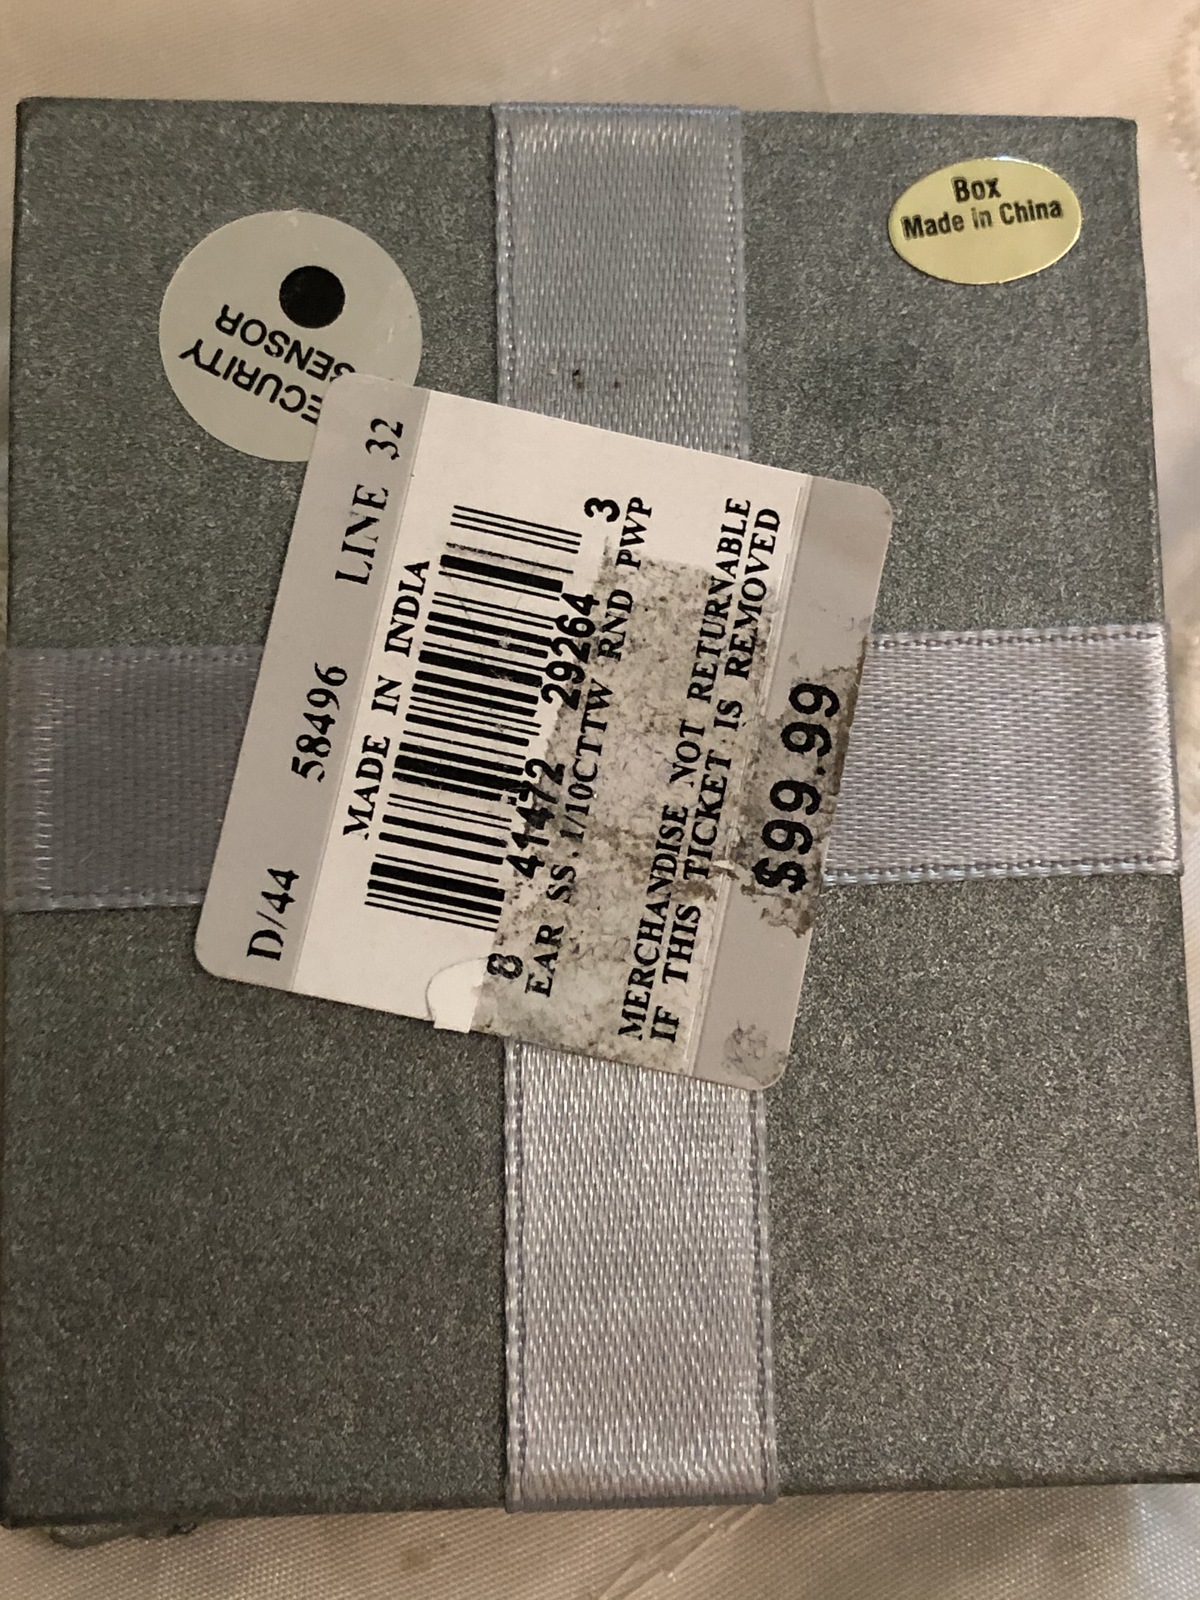 Box
Made in China
ECURITY
SENSOR
D/44 58496 LINE 32
MADE IN INDIA
8 41472 29264 3
EAR SS .1/10CTTW RND PWP
MERCHANDISE NOT RETURNABLE
IF THIS TICKET IS REMOVED
$99.99